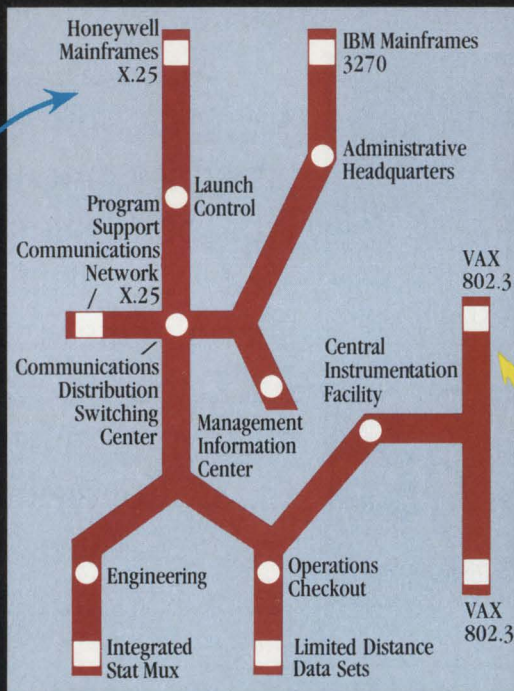 Honeywell
Mainframes
X.25
IBM Mainframes
3270
Administrative
Headquarters
Launch
Control
Program
Support
Communications
Network
X.25
VAX
802.3
Communications
Distribution
Switching
Center
Central
Instrumentation
Facility
Management
Information
Center
Engineering
Operations
Checkout
Integrated
Stat Mux
Limited Distance
Data Sets
VAX
802.3